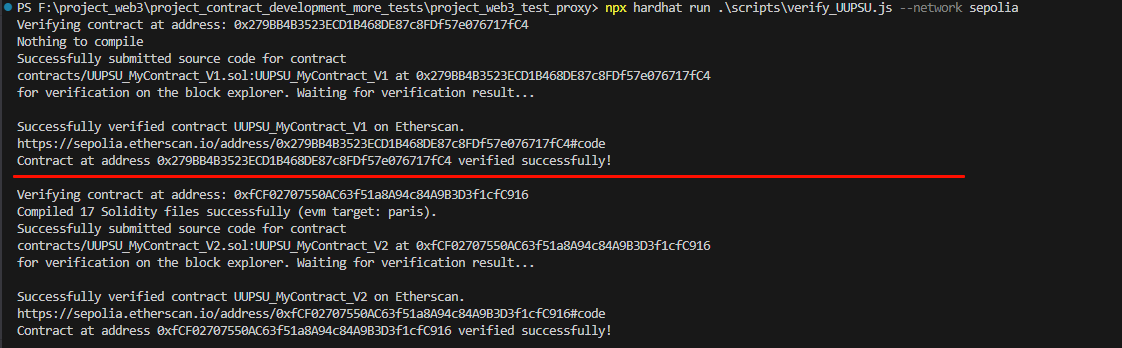 PS F:\project_web3\project_contract_development_more_tests\project_web3_test_proxy> npx hardhat run .\scripts\verify_UUPSU.js --network sepolia
Verifying contract at address: 0x279BB4B3523ECD1B468DE87c8FDf57e076717fC4
Nothing to compile
Successfully submitted source code for contract
contracts/UUPSU_MyContract_V1.sol:UUPSU_MyContract_V1 at 0x279BB4B3523ECD1B468DE87c8FDf57e076717fC4
for verification on the block explorer. Waiting for verification result...
Successfully verified contract UUPSU_MyContract_V1 on Etherscan.
https://sepolia.etherscan.io/address/0x279BB4B3523ECD1B468DE87c8FDf57e076717fC4#code
Contract at address 0x279BB4B3523ECD1B468DE87c8FDf57e076717fC4 verified successfully!
Verifying contract at address: 0xfCF02707550AC63f51a8A94c84A9B3D3f1cfC916
Compiled 17 Solidity files successfully (evm target: paris).
Successfully submitted source code for contract
contracts/UUPSU_MyContract_V2.sol:UUPSU_MyContract_V2 at 0xfCF02707550AC63f51a8A94c84A9B3D3f1cfC916
for verification on the block explorer. Waiting for verification result...
Successfully verified contract UUPSU_MyContract_V2 on Etherscan.
https://sepolia.etherscan.io/address/0xfCF02707550AC63f51a8A94c84A9B3D3f1cfC916#code
Contract at address 0xfCF02707550AC63f51a8A94c84A9B3D3f1cfC916 verified successfully!